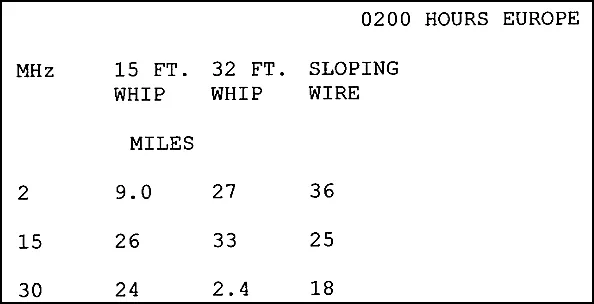 0200 HOURS EUROPE
MHz 15 FT. 32 FT. SLOPING
WHIP WHIP WIRE
MILES
2 9.0 27 36
15 26 33 25
30 24 2.4 18